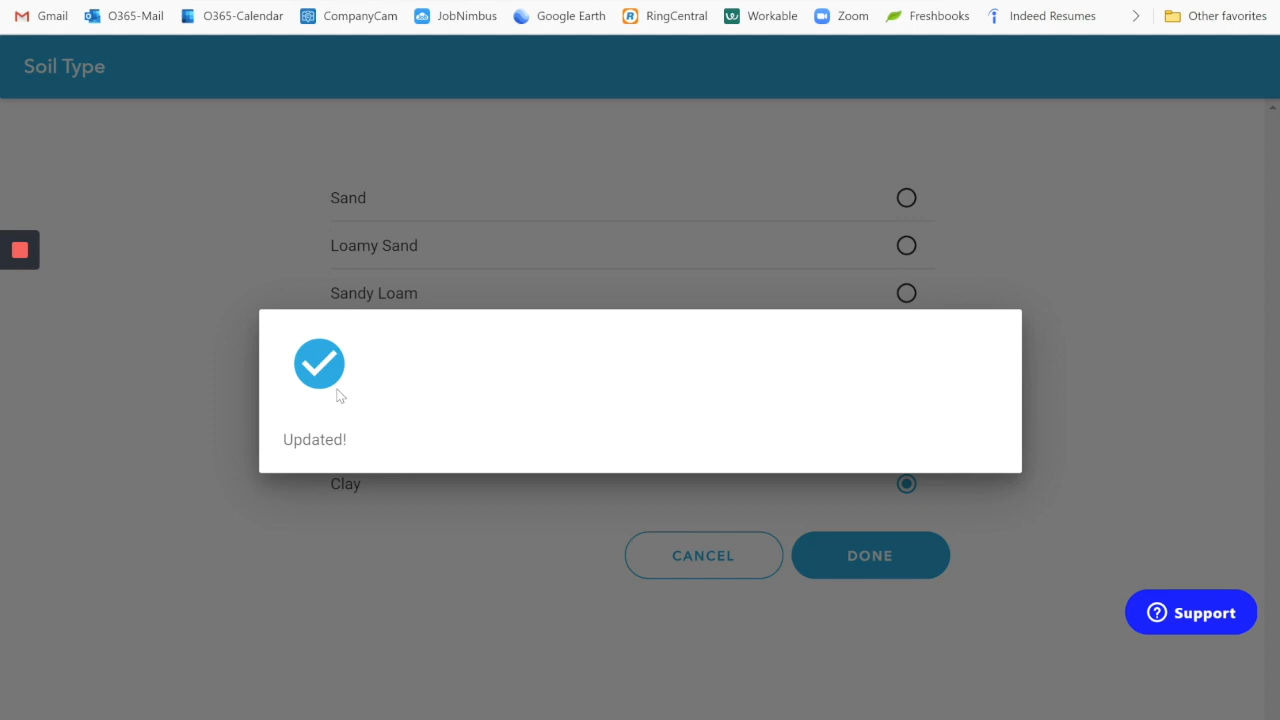 Gmail O365-Mail O365-Calendar CompanyCam JobNimbus Google Earth RingCentral Workable Zoom Freshbooks Indeed Resumes Other favorites
Soil Type
Sand
Loamy Sand
Sandy Loam
Updated!
Clay
CANCEL DONE
Support